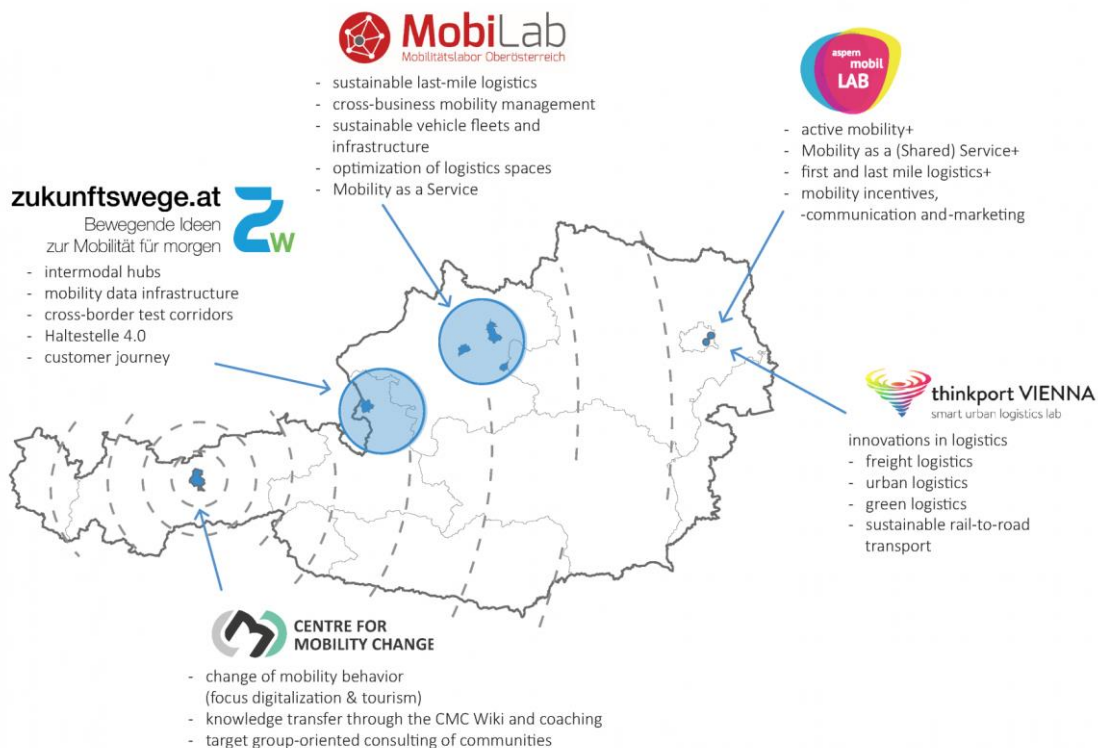 MobiLab
Mobilitätslabor Oberösterreich
- sustainable last-mile logistics
- cross-business mobility management
- sustainable vehicle fleets and
infrastructure
- optimization of logistics spaces
- Mobility as a Service
aspern
mobil
LAB
- active mobility+
- Mobility as a (Shared) Service+
- first and last mile logistics+
- mobility incentives,
-communication and-marketing
zukunftswege.at
Bewegende Ideen
zur Mobilität für morgen
ZW
- intermodal hubs
- mobility data infrastructure
- cross-border test corridors
- Haltestelle 4.0
- customer journey
thinkport VIENNA
smart urban logistics lab
innovations in logistics
- freight logistics
- urban logistics
- green logistics
- sustainable rail-to-road
transport
CENTRE FOR
MOBILITY CHANGE
- change of mobility behavior
(focus digitalization & tourism)
- knowledge transfer through the CMC Wiki and coaching
- target group-oriented consulting of communities